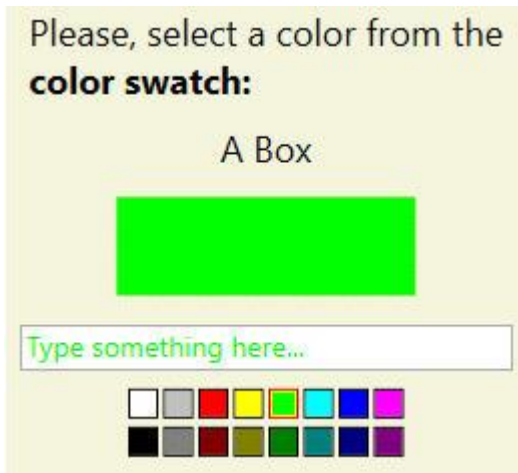 Please, select a color from the
color swatch:
A Box
Type something here...